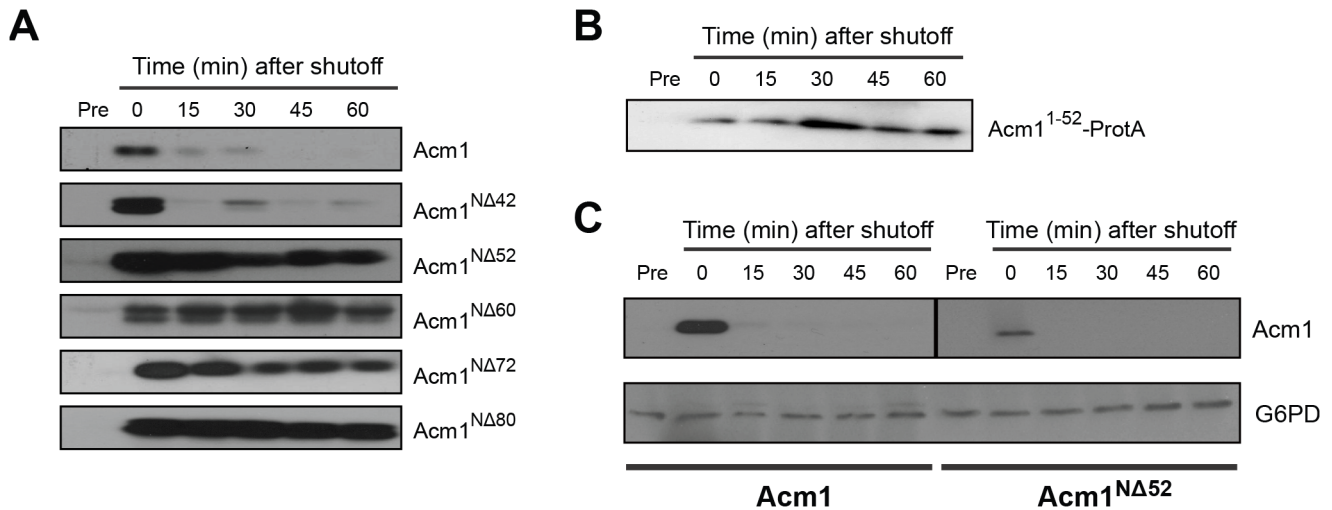 A
Time (min) after shutoff
Pre 0 15 30 45 60
Acm1
Acm1NΔ42
Acm1NΔ52
Acm1NΔ60
Acm1NΔ72
Acm1NΔ80
B
Time (min) after shutoff
Pre 0 15 30 45 60
Acm11-52-ProtA
C
Time (min) after shutoff Time (min) after shutoff
Pre 0 15 30 45 60 Pre 0 15 30 45 60
Acm1
G6PD
Acm1 Acm1NΔ52